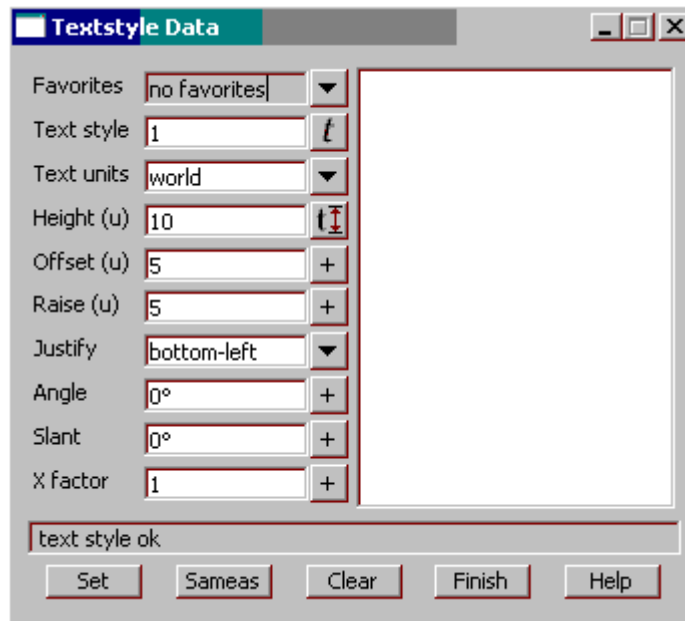 Textstyle Data
Favorites no favorites
Text style 1 t
Text units world
Height (u) 10 t
Offset (u) 5 +
Raise (u) 5 +
Justify bottom-left
Angle 0° +
Slant 0° +
X factor 1 +
text style ok
Set Sameas Clear Finish Help